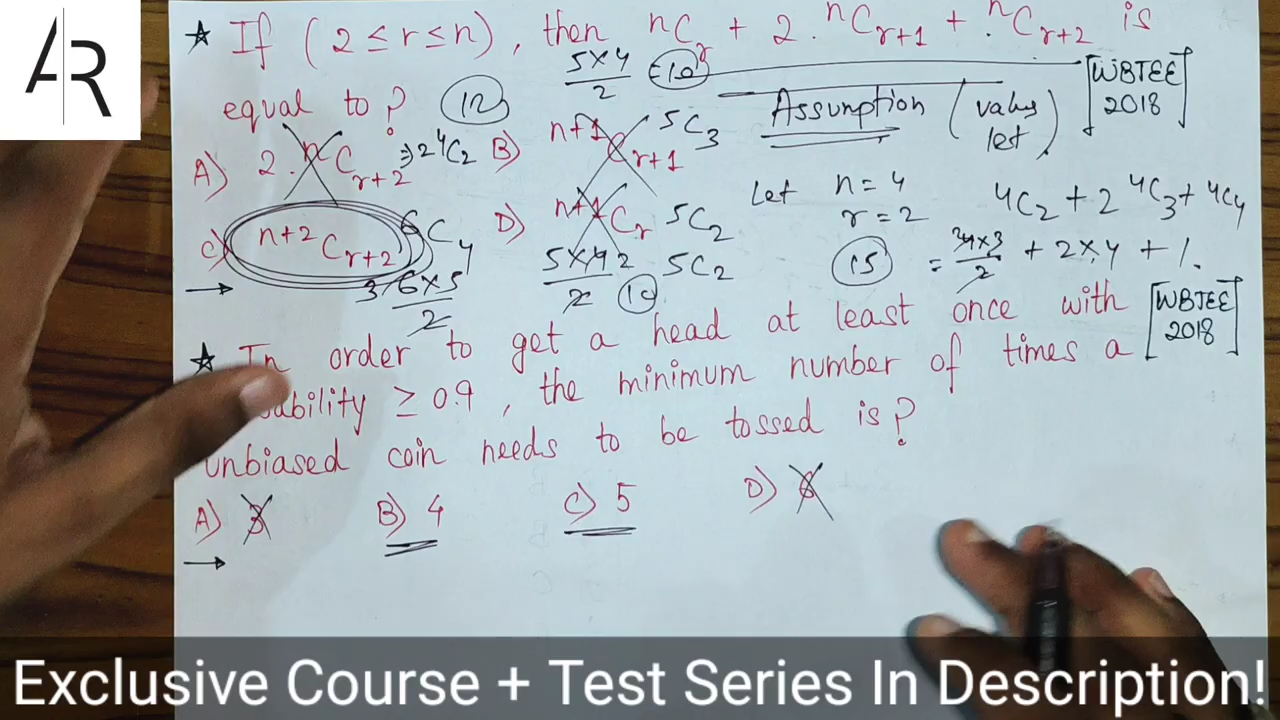 AR
★ If (2 ≤ r ≤ n), then nCr + 2. nCr+1 + . nCr+2 is
equal to? (12) 5×4/2 =10 Assumption (values test) [WBJEE 2018]
A) 2. nCr+2 ⇒ 2 4C2 B) n+1Cr+1 5C3
C) n+2Cr+2 6C4 D) n+1Cr 5C2
Let n = 4 4C2 + 2 4C3 + 4C4
r = 2
→ 3 6×5/2 5×4 2/2 (10) 5C2 (15) = 4×3/2 + 2×4 + 1.
★ In order to get a head at least once with [WBJEE 2018]
ability ≥ 0.9, the minimum number of times a
unbiased coin needs to be tossed is?
A) 3 B) 4 C) 5 D) 6
→
Exclusive Course + Test Series In Description!